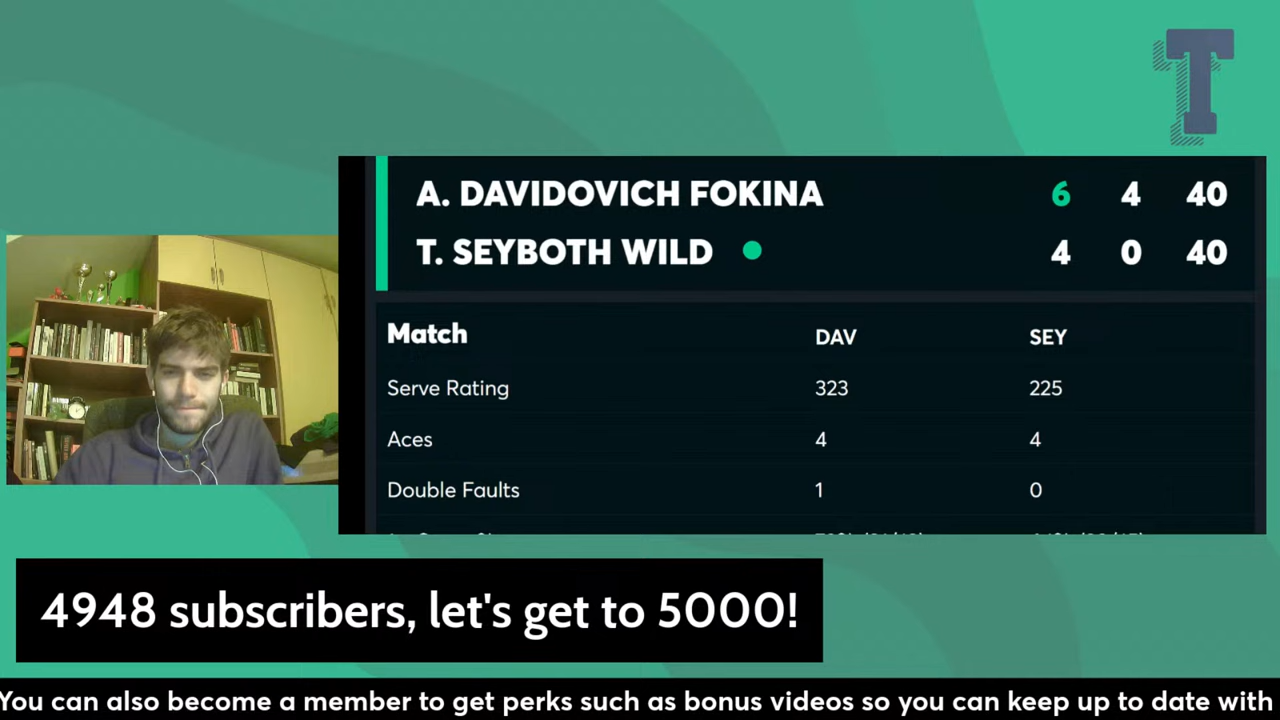 T
A. DAVIDOVICH FOKINA 6 4 40
T. SEYBOTH WILD 4 0 40
Match DAV SEY
Serve Rating 323 225
Aces 4 4
Double Faults 1 0
4948 subscribers, let's get to 5000!
You can also become a member to get perks such as bonus videos so you can keep up to date with